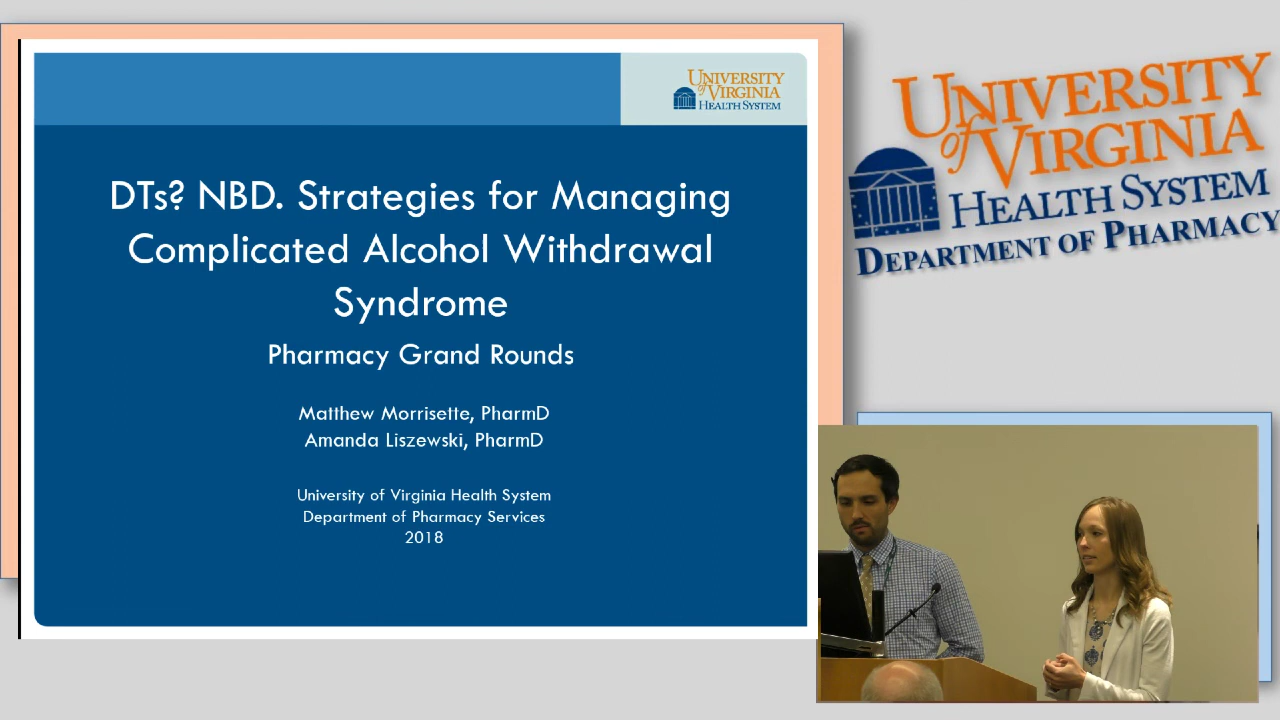 UNIVERSITY
of VIRGINIA
HEALTH SYSTEM
DTs? NBD. Strategies for Managing
Complicated Alcohol Withdrawal
Syndrome
Pharmacy Grand Rounds
Matthew Morrisette, PharmD
Amanda Liszewski, PharmD
University of Virginia Health System
Department of Pharmacy Services
2018
UNIVERSITY
of VIRGINIA
HEALTH SYSTEM
DEPARTMENT OF PHARMACY